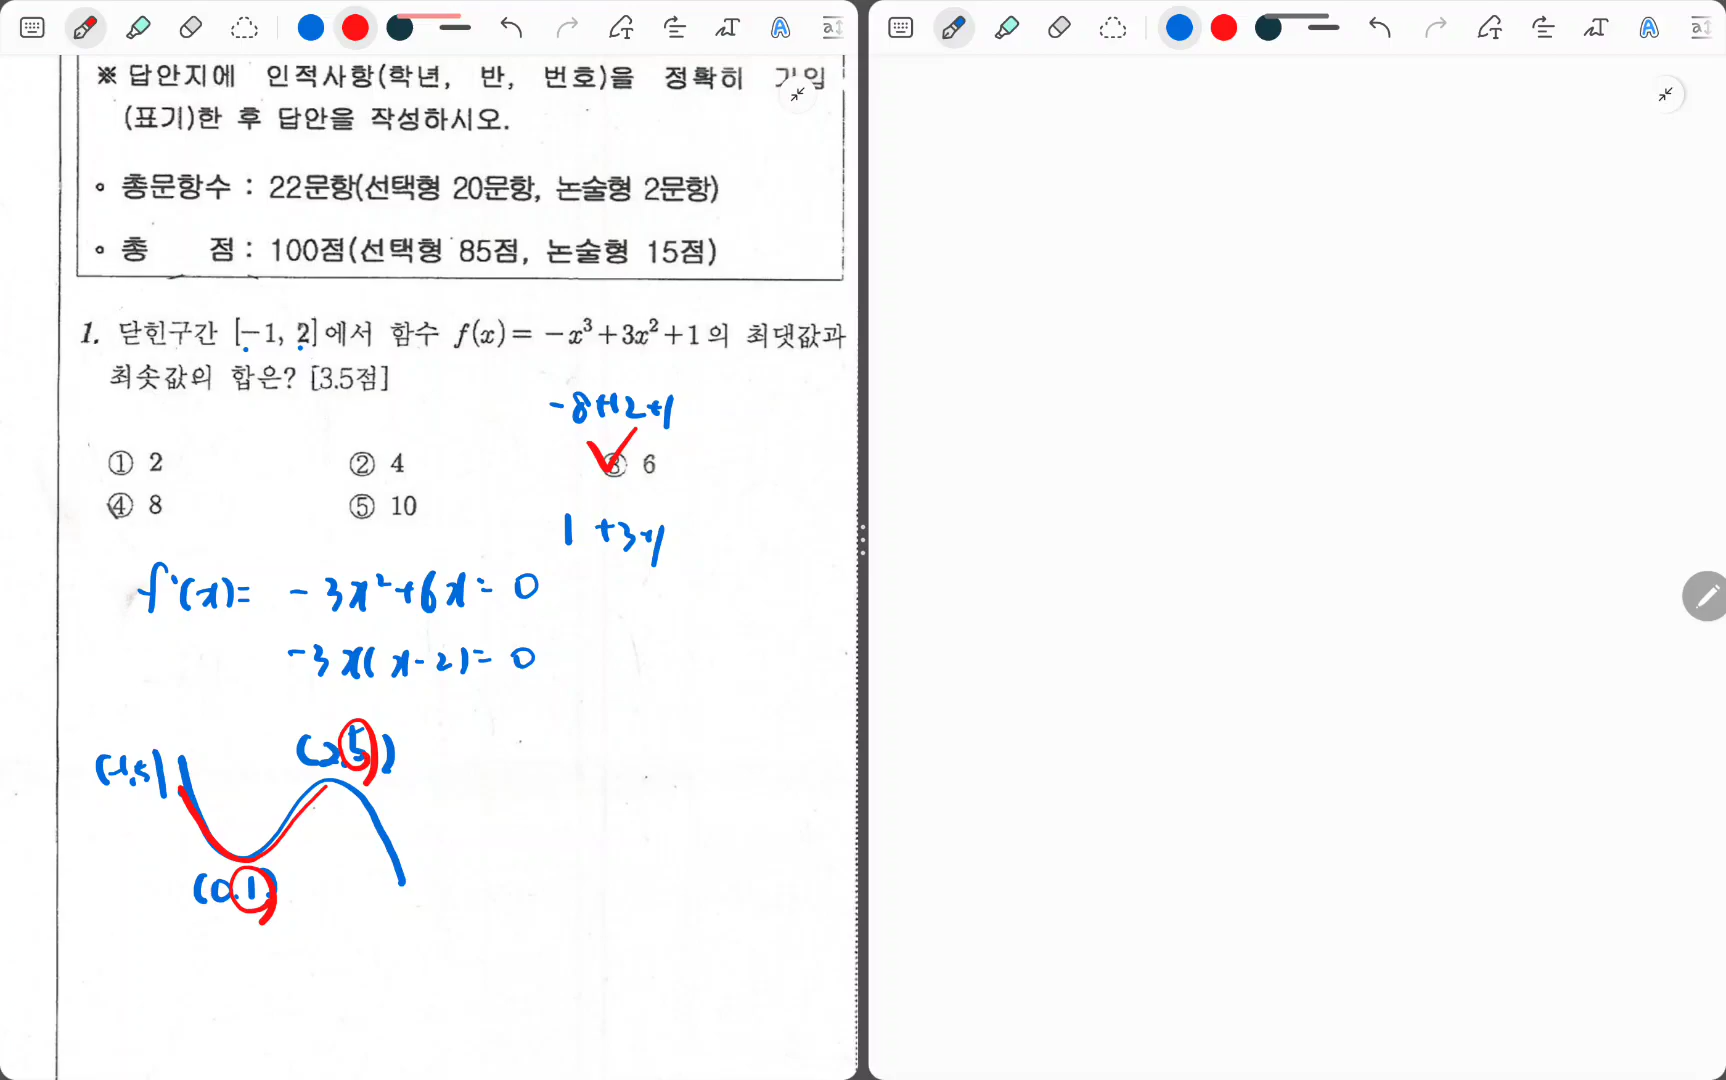 ※ 답안지에 인적사항(학년, 반, 번호)을 정확히 기입
(표기)한 후 답안을 작성하시오.
∘ 총문항수 : 22문항(선택형 20문항, 논술형 2문항)
∘ 총 점 : 100점(선택형 85점, 논술형 15점)
1. 닫힌구간 [-1, 2]에서 함수 f(x) = -x³+3x²+1의 최댓값과
최솟값의 합은? [3.5점]
-8+12+1
① 2 ② 4 ③ 6
④ 8 ⑤ 10
1 +3+1
f'(x)= -3x²+6x=0
-3x(x-2)=0
(2,5)
(-1,5)
(0,1)